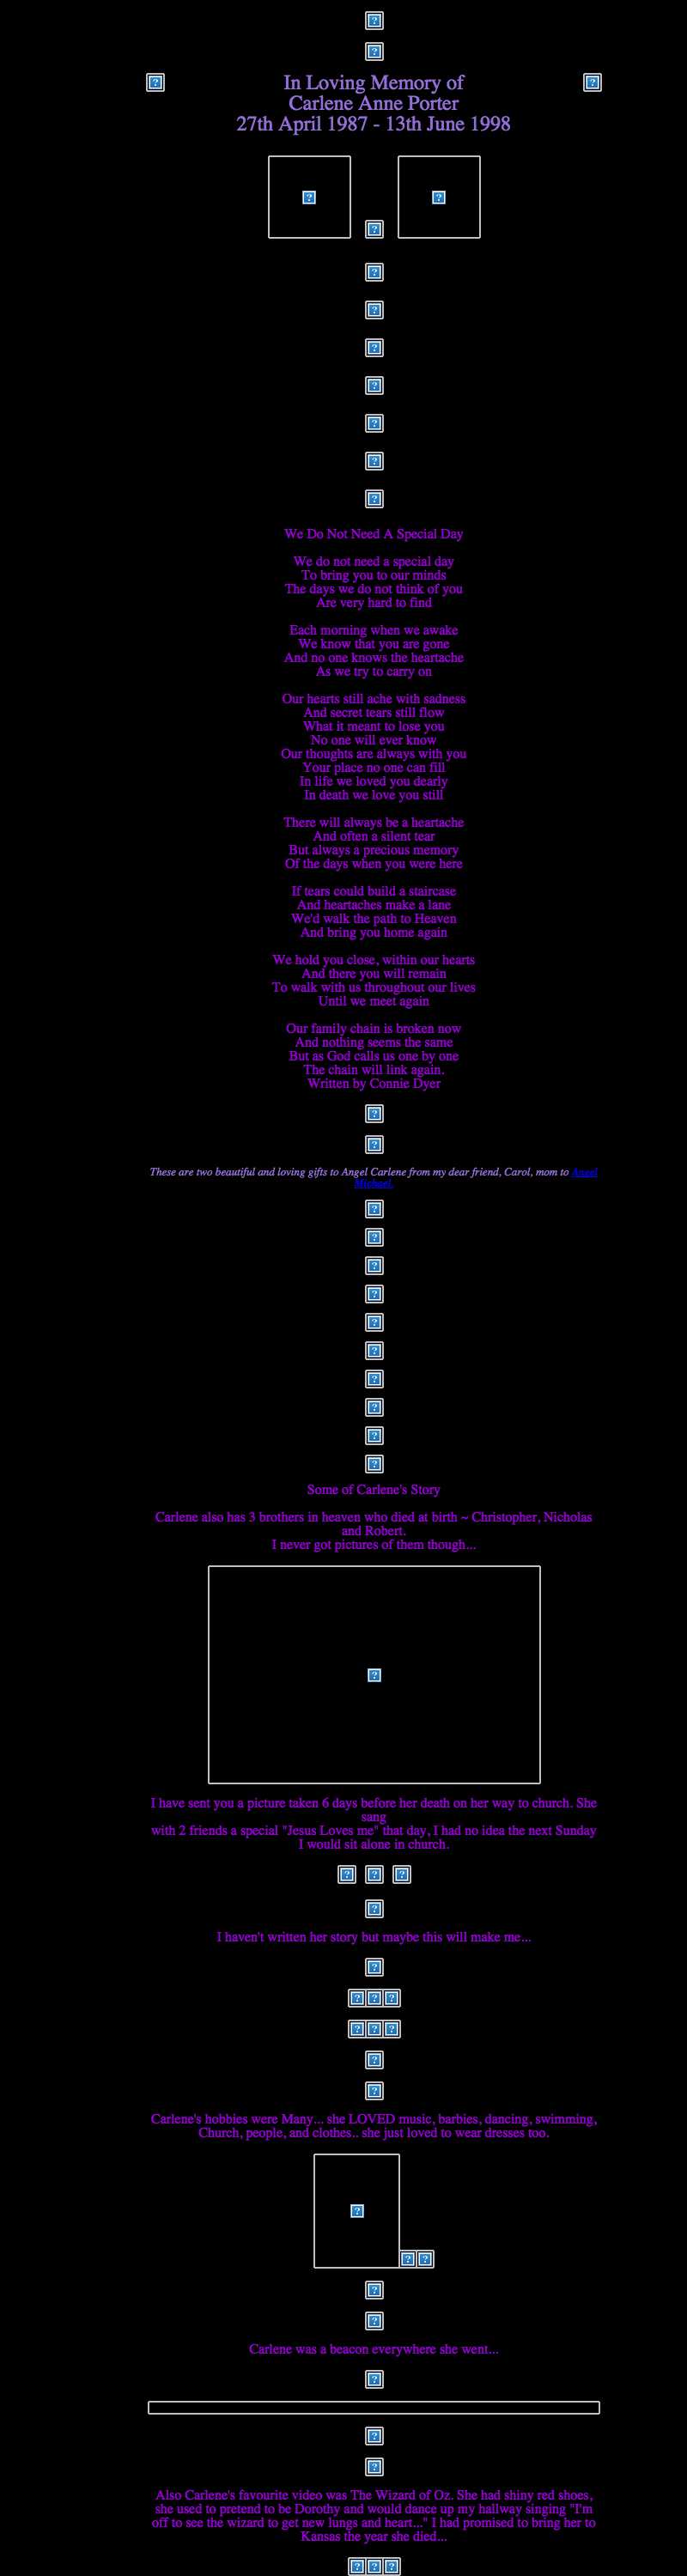 In Loving Memory of
Carlene Anne Porter
27th April 1987 - 13th June 1998
We Do Not Need A Special Day
We do not need a special day
To bring you to our minds
The days we do not think of you
Are very hard to find
Each morning when we awake
We know that you are gone
And no one knows the heartache
As we try to carry on
Our hearts still ache with sadness
And secret tears still flow
What it meant to lose you
No one will ever know
Our thoughts are always with you
Your place no one can fill
In life we loved you dearly
In death we love you still
There will always be a heartache
And often a silent tear
But always a precious memory
Of the days when you were here
If tears could build a staircase
And heartaches make a lane
We'd walk the path to Heaven
And bring you home again
We hold you close, within our hearts
And there you will remain
To walk with us throughout our lives
Until we meet again
Our family chain is broken now
And nothing seems the same
But as God calls us one by one
The chain will link again.
Written by Connie Dyer
These are two beautiful and loving gifts to Angel Carlene from my dear friend, Carol, mom to Angel
Michael.
Some of Carlene's Story
Carlene also has 3 brothers in heaven who died at birth ~ Christopher, Nicholas
and Robert.
I never got pictures of them though...
I have sent you a picture taken 6 days before her death on her way to church. She
sang
with 2 friends a special "Jesus Loves me" that day, I had no idea the next Sunday
I would sit alone in church.
I haven't written her story but maybe this will make me...
Carlene's hobbies were Many... she LOVED music, barbies, dancing, swimming,
Church, people, and clothes.. she just loved to wear dresses too.
Carlene was a beacon everywhere she went...
Also Carlene's favourite video was The Wizard of Oz. She had shiny red shoes,
she used to pretend to be Dorothy and would dance up my hallway singing "I'm
off to see the wizard to get new lungs and heart..." I had promised to bring her to
Kansas the year she died...